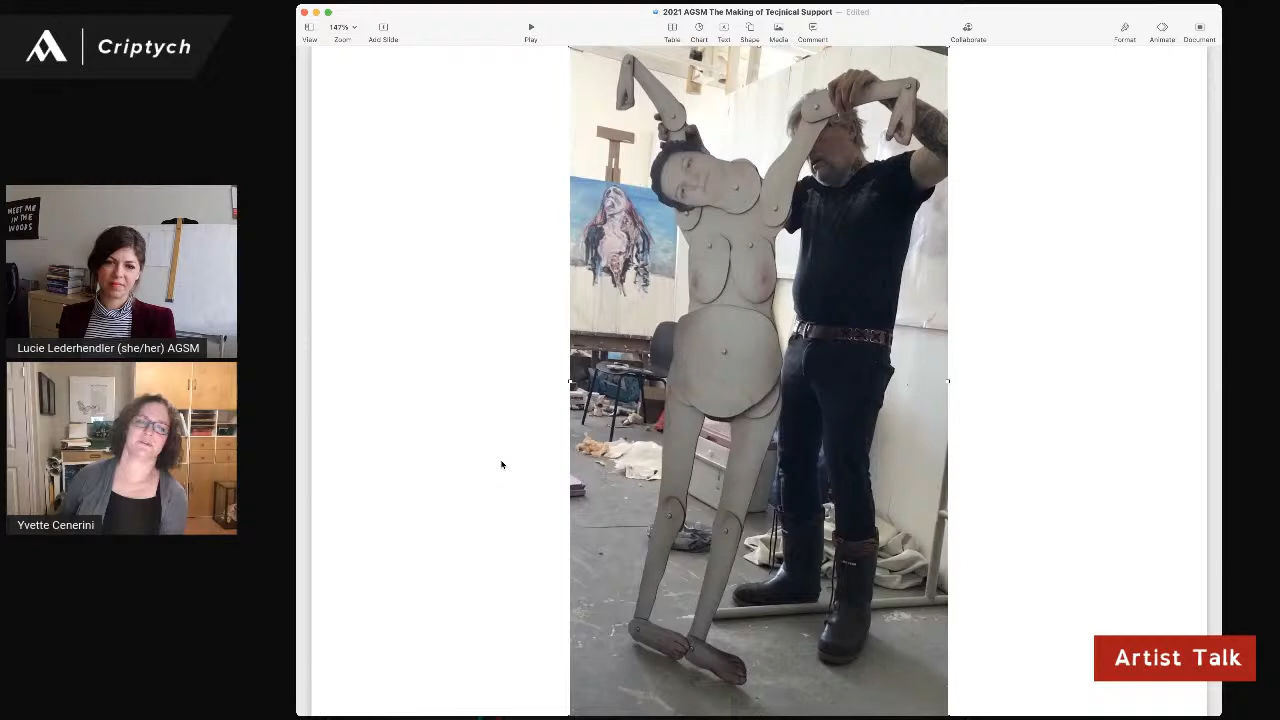 Criptych
2021 AGSM The Making of Tecjnical Support — Edited
147%
View
Zoom
Add Slide
Play
Table
Chart
Text
Shape
Media
Comment
Collaborate
Format
Animate
Document
MEET ME
IN THE
WOODS
Lucie Lederhendler (she/her) AGSM
Yvette Cenerini
Artist Talk